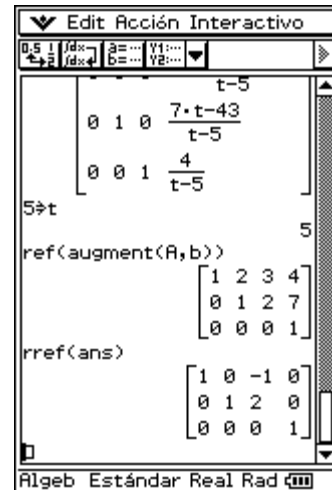 Edit Acción Interactivo
t-5
0 1 0 7·t-43
t-5
0 0 1 4
t-5
5⇒t
5
ref(augment(A,b))
1 2 3 4
0 1 2 7
0 0 0 1
rref(ans)
1 0 -1 0
0 1 2 0
0 0 0 1
Algeb Estándar Real Rad